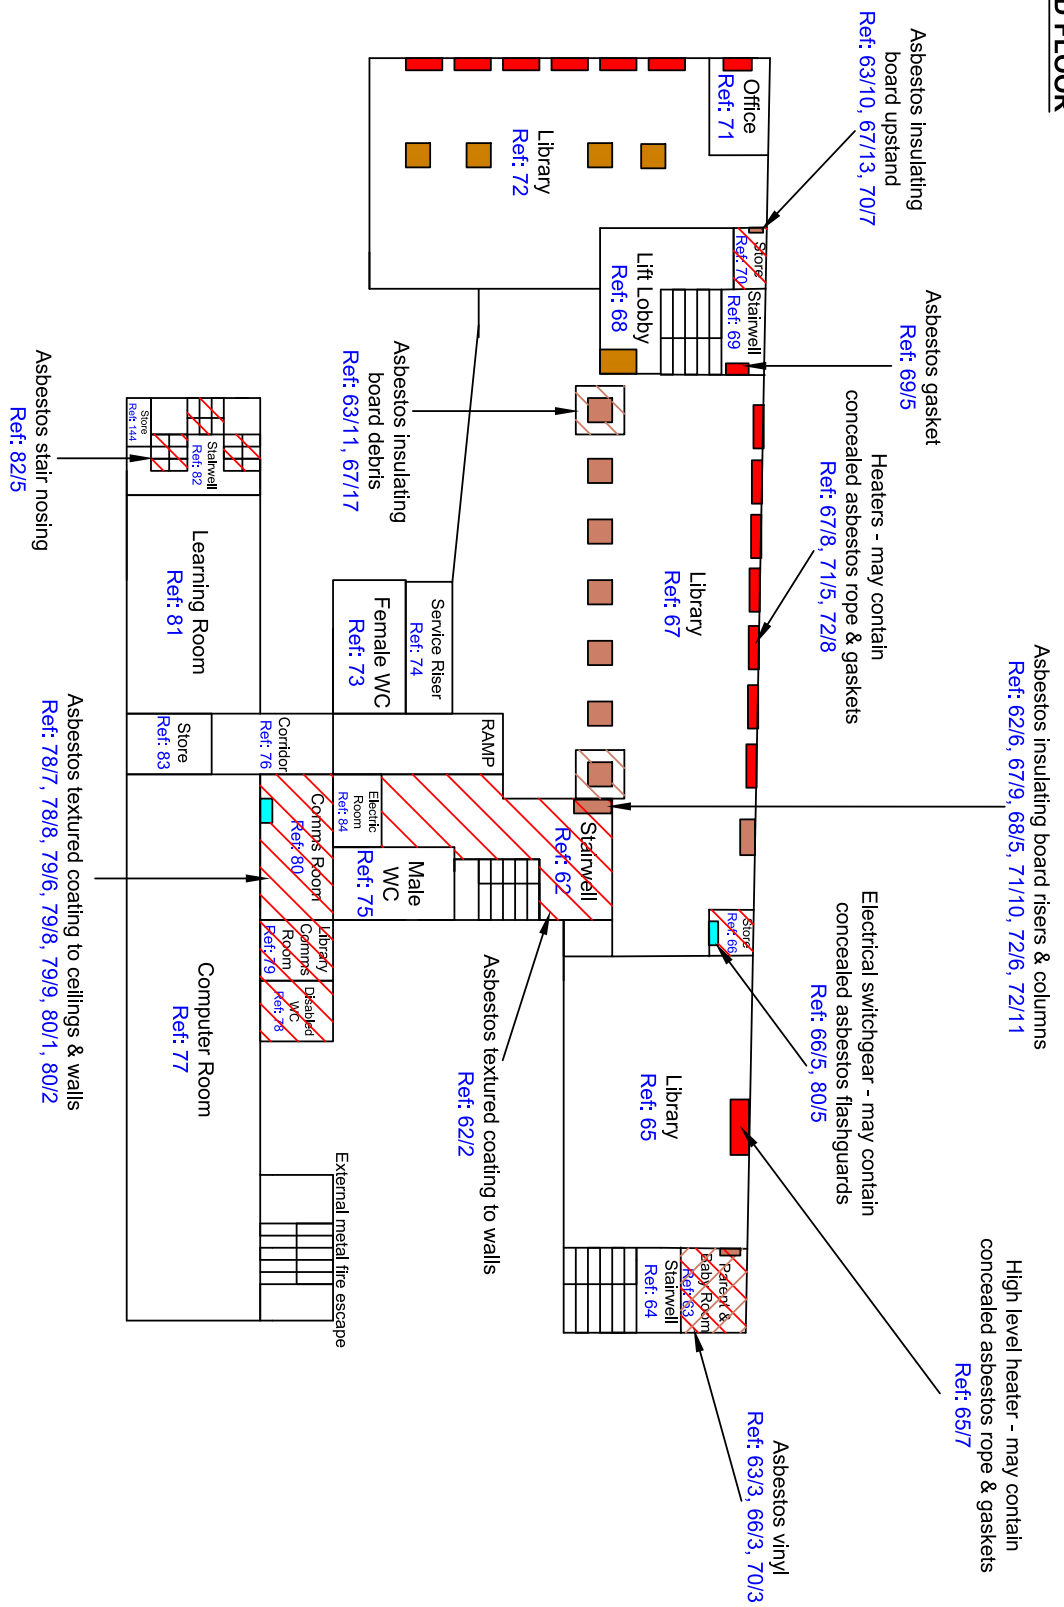 D FLOOR
Asbestos insulating
board upstand
Ref: 63/10, 67/13, 70/7
Asbestos gasket
Ref: 69/5
Heaters - may contain
concealed asbestos rope & gaskets
Ref: 67/8, 71/5, 72/8
Asbestos insulating board risers & columns
Ref: 62/6, 67/9, 68/5, 71/10, 72/6, 72/11
Electrical switchgear - may contain
concealed asbestos flashguards
Ref: 66/5, 80/5
High level heater - may contain
concealed asbestos rope & gaskets
Ref: 65/7
Asbestos vinyl
Ref: 63/3, 66/3, 70/3
Office
Ref: 71
Library
Ref: 72
Store
Ref: 70
Stairwell
Ref: 69
Lift Lobby
Ref: 68
Library
Ref: 67
Store
Ref: 66
Library
Ref: 65
Parent &
Baby Room
Ref: 63
Stairwell
Ref: 64
Asbestos insulating
board debris
Ref: 63/11, 67/17
Stairwell
Ref: 62
RAMP
Service Riser
Ref: 74
Female WC
Ref: 73
Electric
Room
Ref: 84
Male
WC
Ref: 75
Asbestos textured coating to walls
Ref: 62/2
Corridor
Ref: 76
Comms Room
Ref: 80
Library
Comms
Room
Ref: 79
Disabled
WC
Ref: 78
External metal fire escape
Stairwell
Ref: 82
Store
Ref: 144
Learning Room
Ref: 81
Store
Ref: 83
Computer Room
Ref: 77
Asbestos stair nosing
Ref: 82/5
Asbestos textured coating to ceilings & walls
Ref: 78/7, 78/8, 79/6, 79/8, 79/9, 80/1, 80/2